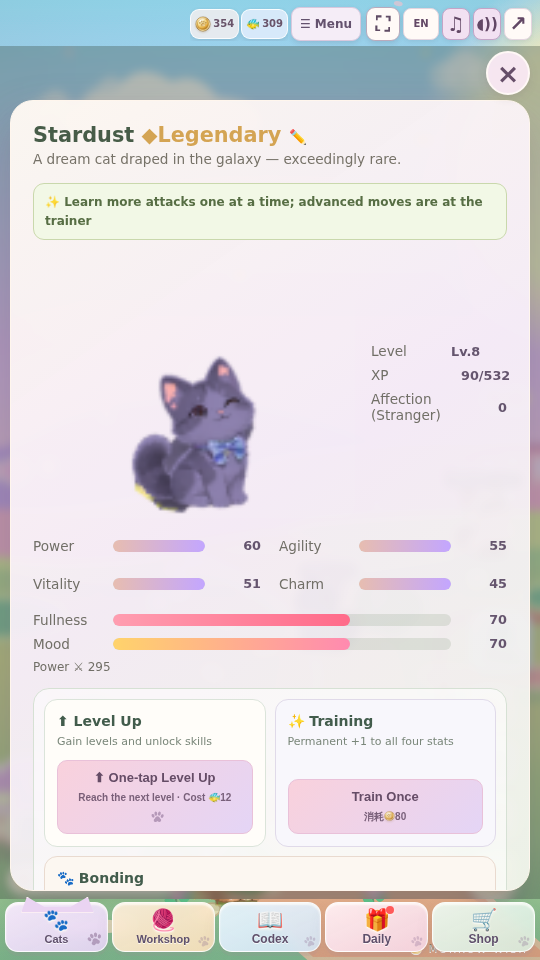 354
309
☰ Menu
EN
Stardust ◆Legendary ✏️
A dream cat draped in the galaxy — exceedingly rare.
✨ Learn more attacks one at a time; advanced moves are at the
trainer
Level Lv.8
XP 90/532
Affection
(Stranger) 0
Power 60 Agility 55
Vitality 51 Charm 45
Fullness 70
Mood 70
Power ⚔ 295
⬆ Level Up
Gain levels and unlock skills
⬆ One-tap Level Up
Reach the next level · Cost 12
✨ Training
Permanent +1 to all four stats
Train Once
消耗80
🐾 Bonding
Cats
Workshop
Codex
Daily
Shop